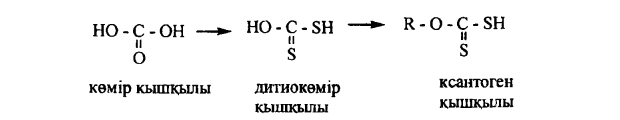 HO - C - OH → HO - C - SH → R - O - C - SH
O S S
көмір қышқылы дитиокөмір ксантоген
қышқылы қышқылы